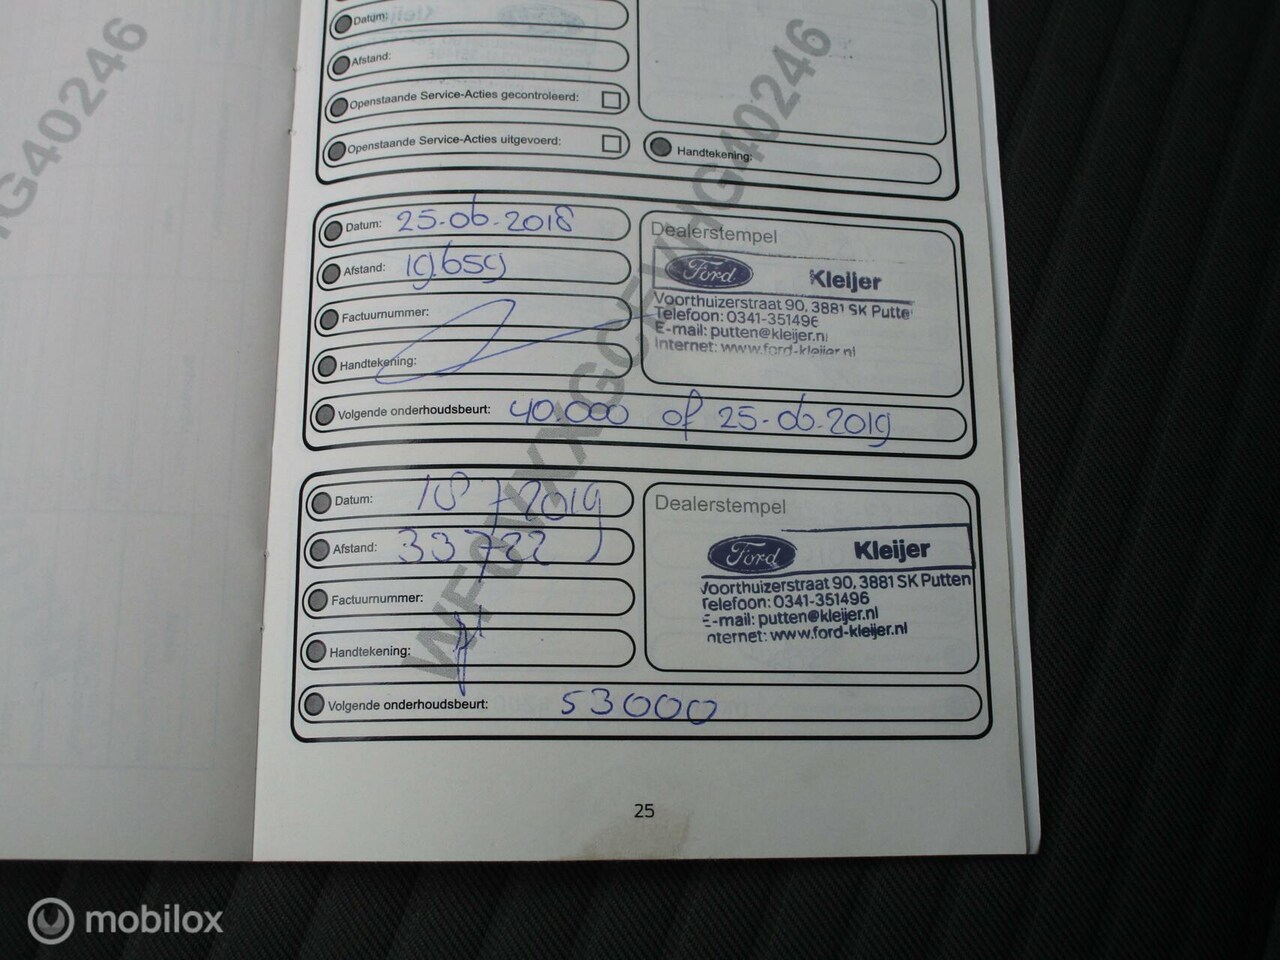 Datum:
Afstand:
Openstaande Service-Acties gecontroleerd:
Openstaande Service-Acties uitgevoerd:
Handtekening:
Datum: 25-06-2018
Afstand: 19.659
Factuurnummer:
Handtekening:
Volgende onderhoudsbeurt: 40.000 of 25-06-2019
Dealerstempel
Ford Kleijer
Voorthuizerstraat 90, 3881 SK Putte
Telefoon: 0341-351496
E-mail: putten@kleijer.nl
Internet: www.ford-kleijer.nl
Datum: 18 7 2019
Afstand: 33722
Factuurnummer:
Handtekening:
Volgende onderhoudsbeurt: 53000
Dealerstempel
Ford Kleijer
Voorthuizerstraat 90, 3881 SK Putten
Telefoon: 0341-351496
E-mail: putten@kleijer.nl
Internet: www.ford-kleijer.nl
25
G40246
mobilox